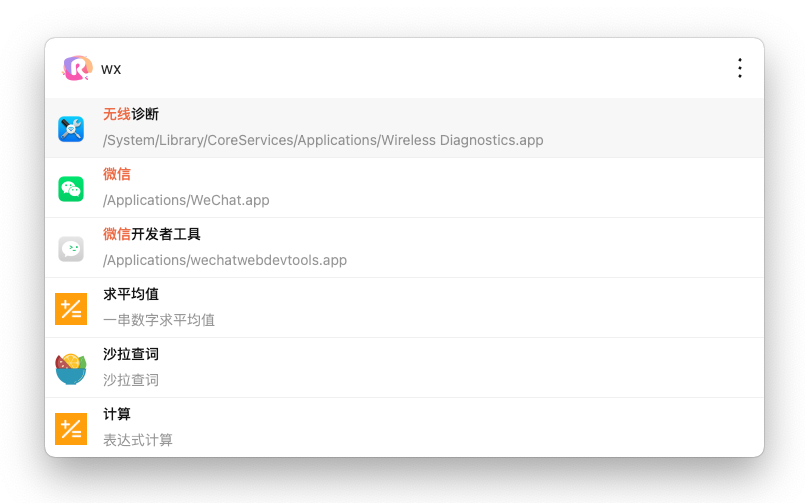 wx
无线诊断
/System/Library/CoreServices/Applications/Wireless Diagnostics.app
微信
/Applications/WeChat.app
微信开发者工具
/Applications/wechatwebdevtools.app
求平均值
一串数字求平均值
沙拉查词
沙拉查词
计算
表达式计算